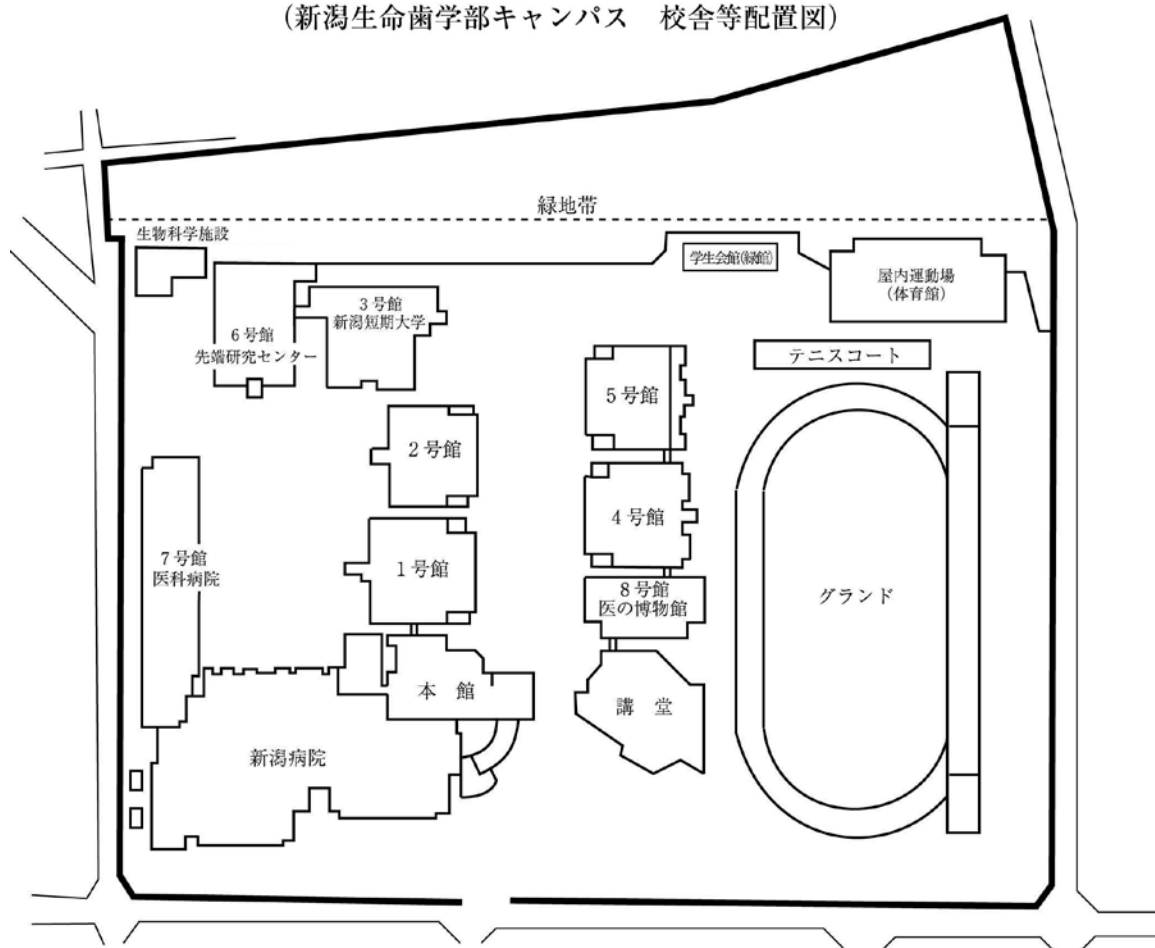 (新潟生命歯学部キャンパス　校舎等配置図)
緑地帯
生物科学施設
学生会館(緑館)
屋内運動場
(体育館)
3号館
新潟短期大学
6号館
先端研究センター
テニスコート
5号館
2号館
4号館
7号館
医科病院
1号館
8号館
医の博物館
グランド
本　館
講　堂
新潟病院